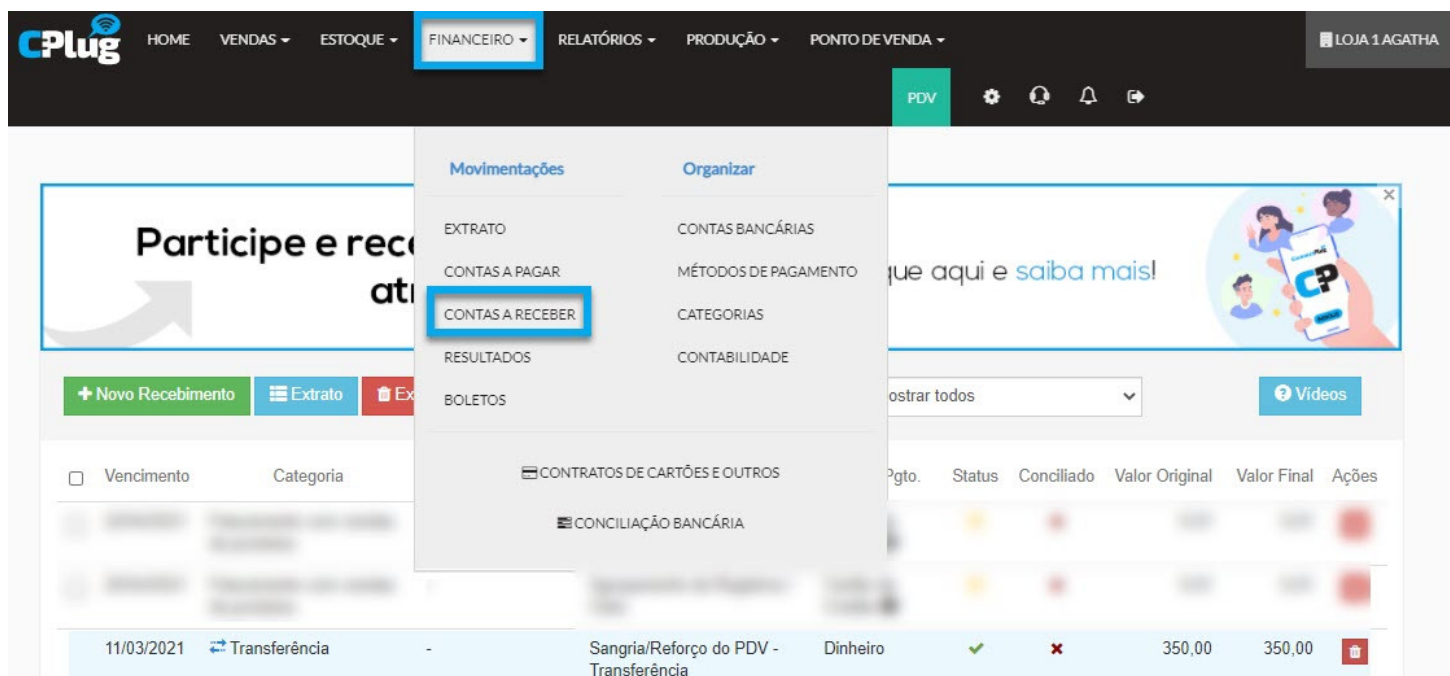 CPlug HOME VENDAS ESTOQUE FINANCEIRO RELATÓRIOS PRODUÇÃO PONTO DE VENDA LOJA 1 AGATHA
PDV
Movimentações Organizar
EXTRATO CONTAS BANCÁRIAS
CONTAS A PAGAR MÉTODOS DE PAGAMENTO
CONTAS A RECEBER CATEGORIAS
RESULTADOS CONTABILIDADE
BOLETOS
CONTRATOS DE CARTÕES E OUTROS
CONCILIAÇÃO BANCÁRIA
Participe e rece
at
que aqui e saiba mais!
CP
Novo Recebimento Extrato Ex ostrar todos Vídeos
Vencimento Categoria Pgto. Status Conciliado Valor Original Valor Final Ações
11/03/2021 Transferência - Sangria/Reforço do PDV - Dinheiro 350,00 350,00
Transferência